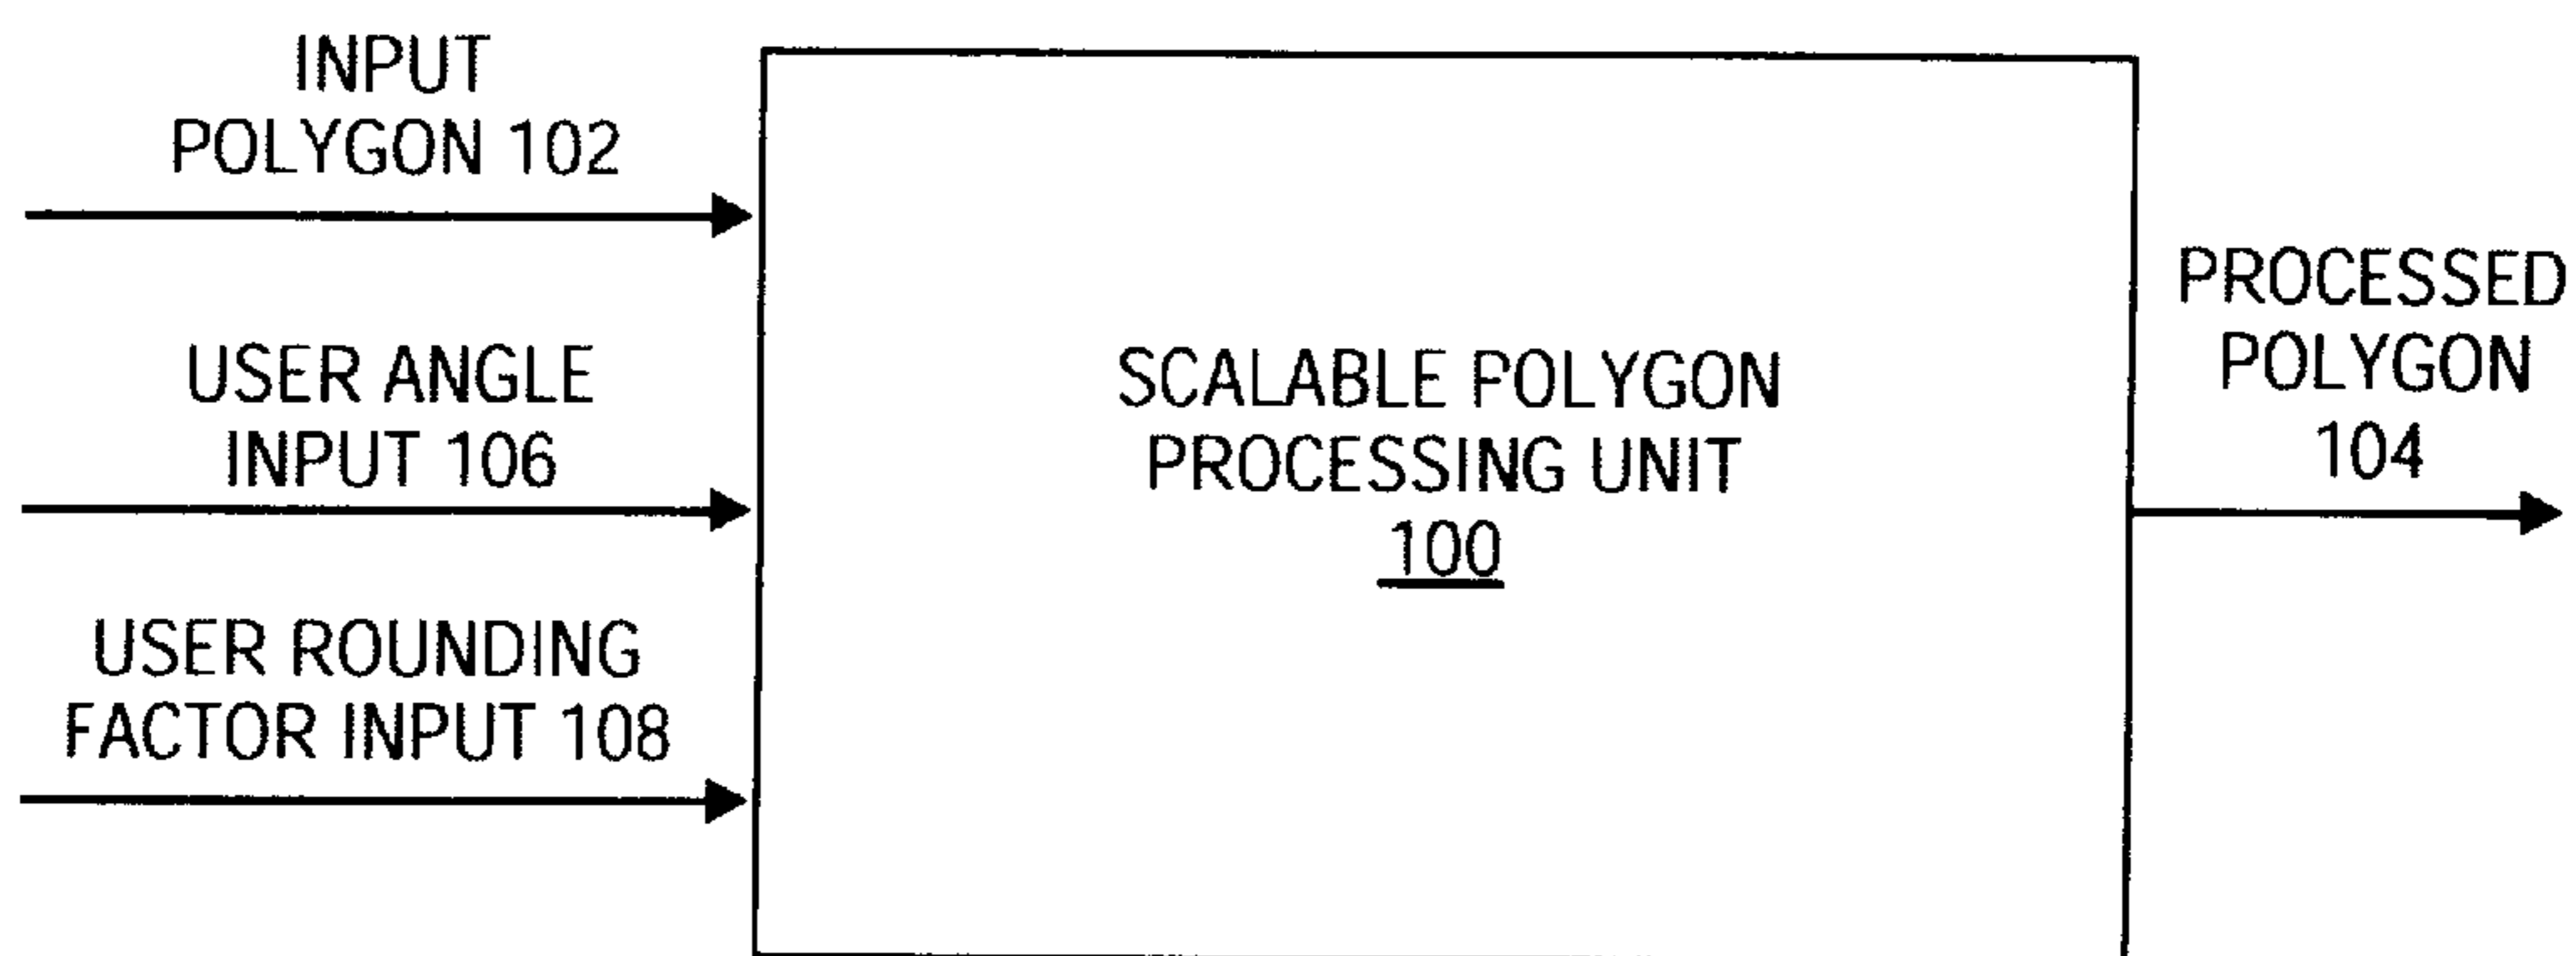 INPUT
POLYGON 102
USER ANGLE
INPUT 106
USER ROUNDING
FACTOR INPUT 108
SCALABLE POLYGON
PROCESSING UNIT
100
PROCESSED
POLYGON
104